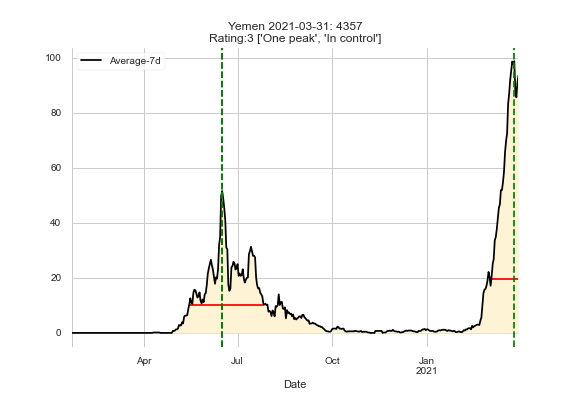 Yemen 2021-03-31: 4357
Rating:3 ['One peak', 'In control']
Average-7d
100
80
60
40
20
0
Apr
Jul
Oct
Jan
2021
Date